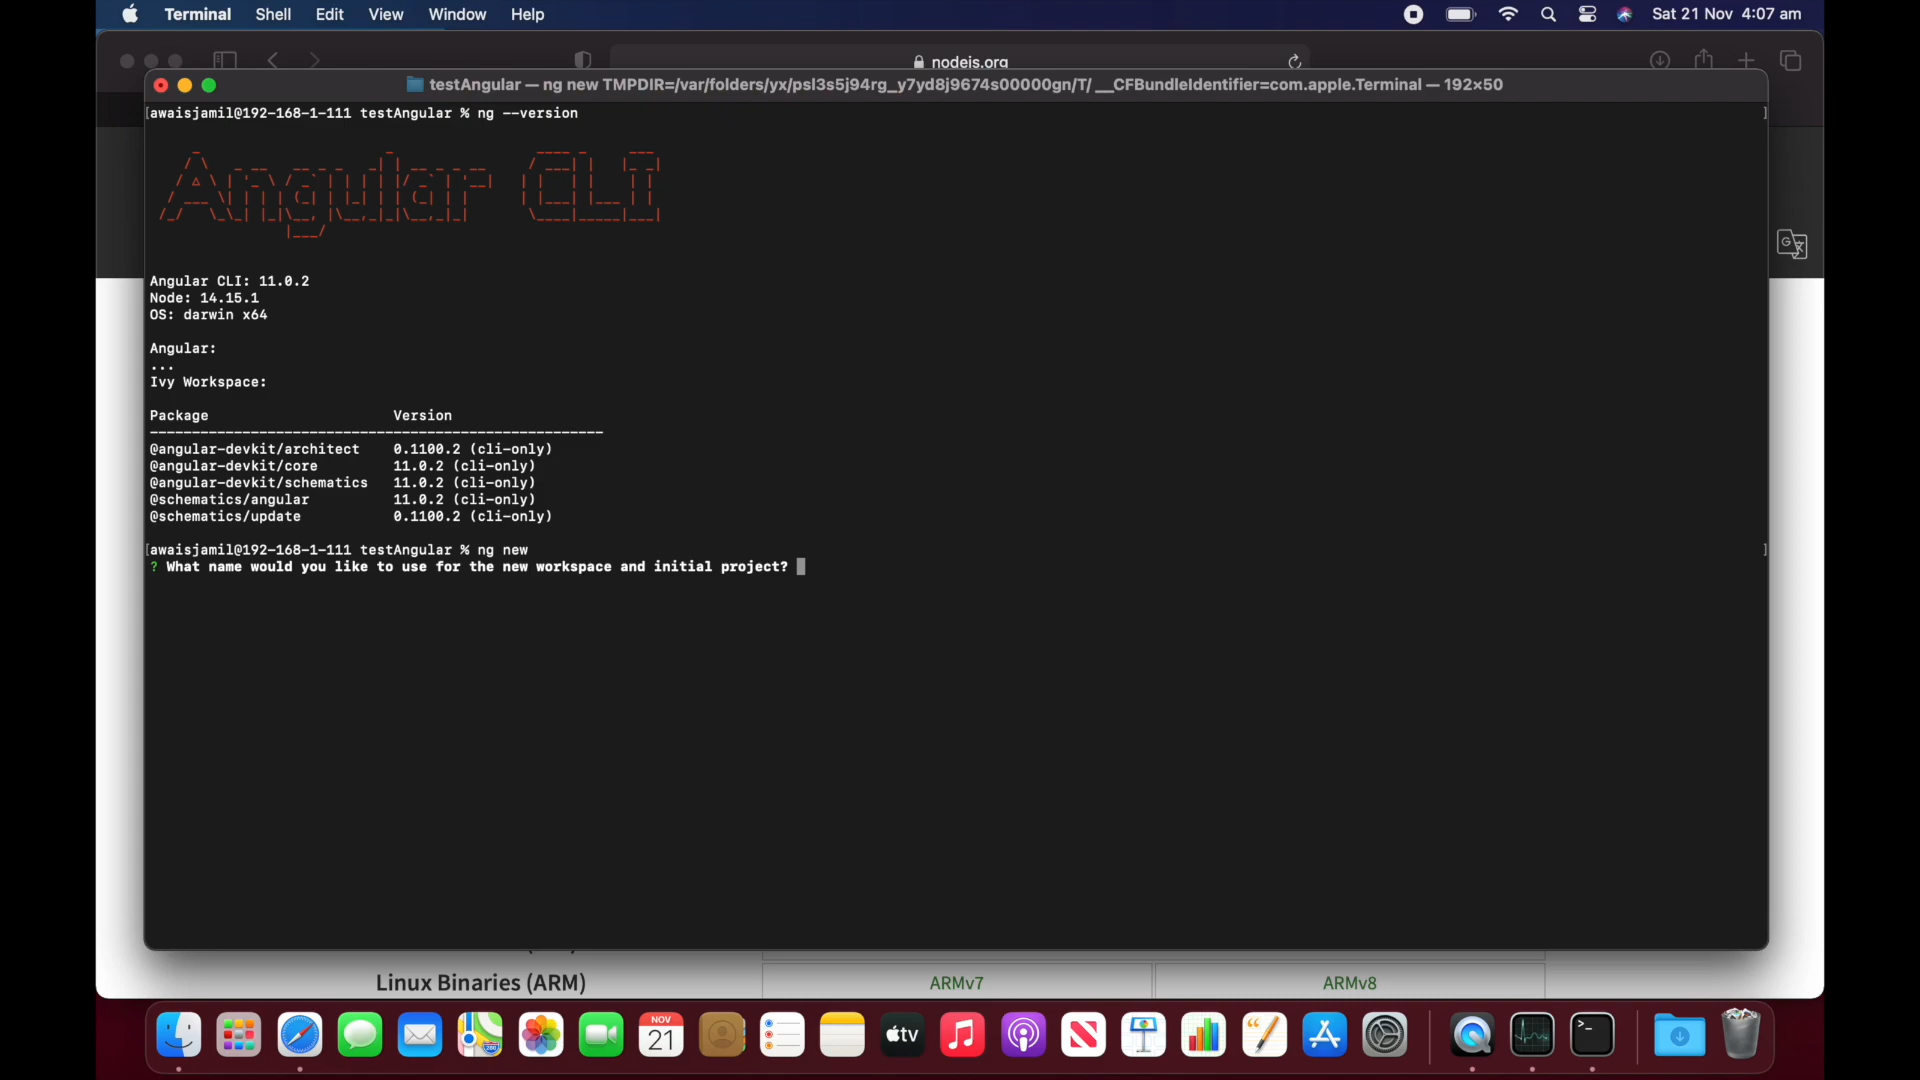 Terminal Shell Edit View Window Help Sat 21 Nov 4:07 am
nodejs.org
testAngular — ng new TMPDIR=/var/folders/yx/psl3s5j94rg_y7yd8j9674s00000gn/T/ __CFBundleIdentifier=com.apple.Terminal — 192×50
[awaisjamil@192-168-1-111 testAngular % ng --version ]
Angular CLI
Angular CLI: 11.0.2
Node: 14.15.1
OS: darwin x64
Angular:
...
Ivy Workspace:
Package Version
------------------------------------------------------
@angular-devkit/architect 0.1100.2 (cli-only)
@angular-devkit/core 11.0.2 (cli-only)
@angular-devkit/schematics 11.0.2 (cli-only)
@schematics/angular 11.0.2 (cli-only)
@schematics/update 0.1100.2 (cli-only)
[awaisjamil@192-168-1-111 testAngular % ng new ]
? What name would you like to use for the new workspace and initial project?
Linux Binaries (ARM) ARMv7 ARMv8
NOV
21
tv